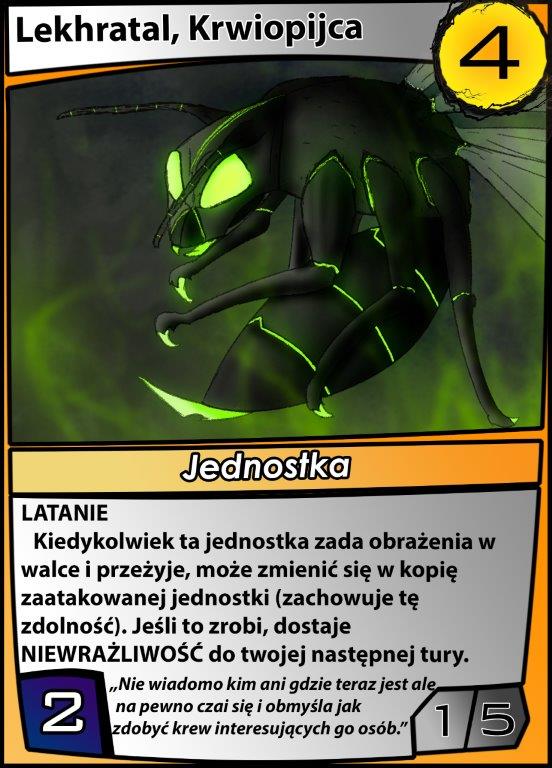 Lekhratal, Krwiopijca
4
Jednostka
LATANIE
Kiedykolwiek ta jednostka zada obrażenia w
walce i przeżyje, może zmienić się w kopię
zaatakowanej jednostki (zachowuje tę
zdolność). Jeśli to zrobi, dostaje
NIEWRAŻLIWOŚĆ do twojej następnej tury.
„Nie wiadomo kim ani gdzie teraz jest ale
na pewno czai się i obmyśla jak
zdobyć krew interesujących go osób.”
2
1 5